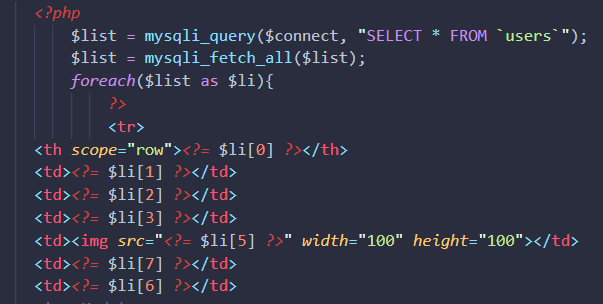 <?php
$list = mysqli_query($connect, "SELECT * FROM `users`");
$list = mysqli_fetch_all($list);
foreach($list as $li){
?>
<tr>
<th scope="row"><?= $li[0] ?></th>
<td><?= $li[1] ?></td>
<td><?= $li[2] ?></td>
<td><?= $li[3] ?></td>
<td><img src="<?= $li[5] ?>" width="100" height="100"></td>
<td><?= $li[7] ?></td>
<td><?= $li[6] ?></td>